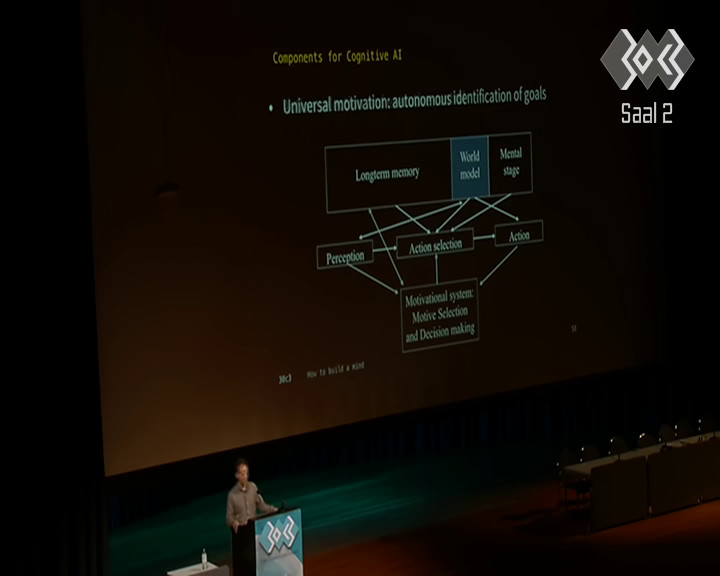 Components for Cognitive AI
• Universal motivation: autonomous identification of goals
Longterm memory
World
model
Mental
stage
Perception
Action selection
Action
Motivational system:
Motive Selection
and Decision making
30c3 How to build a mind
Saal 2